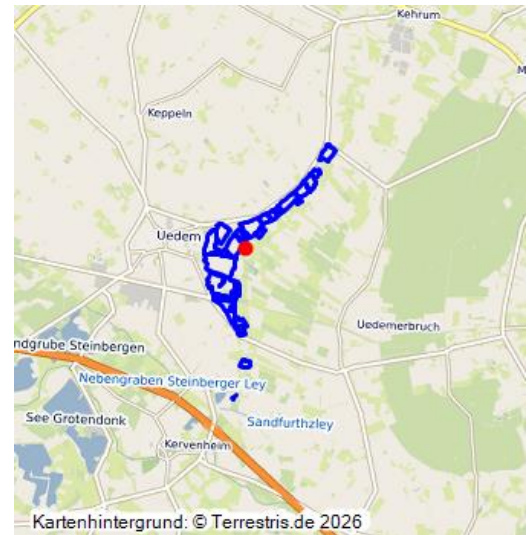 Kehrum
M
Keppeln
Uedem
Uedemerbruch
ndgrube Steinbergen
Nebengraben Steinberger Ley
See Grotendonk
Sandfurthzley
Kervenheim
Kartenhintergrund: © Terrestris.de 2026